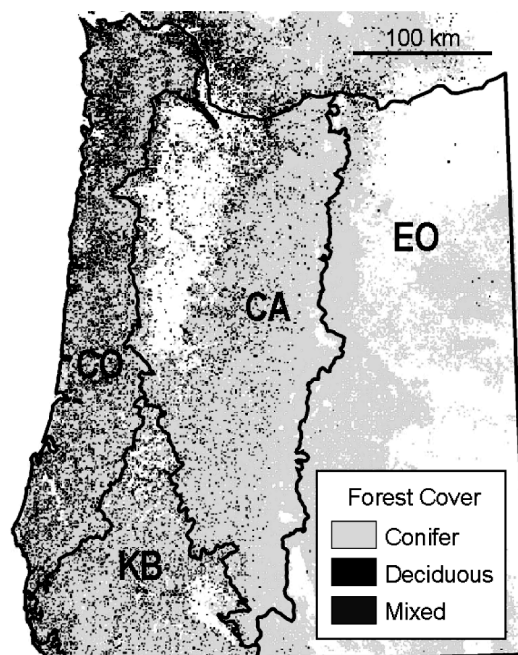 100 km
EO
CA
CO
KB
Forest Cover
Conifer
Deciduous
Mixed